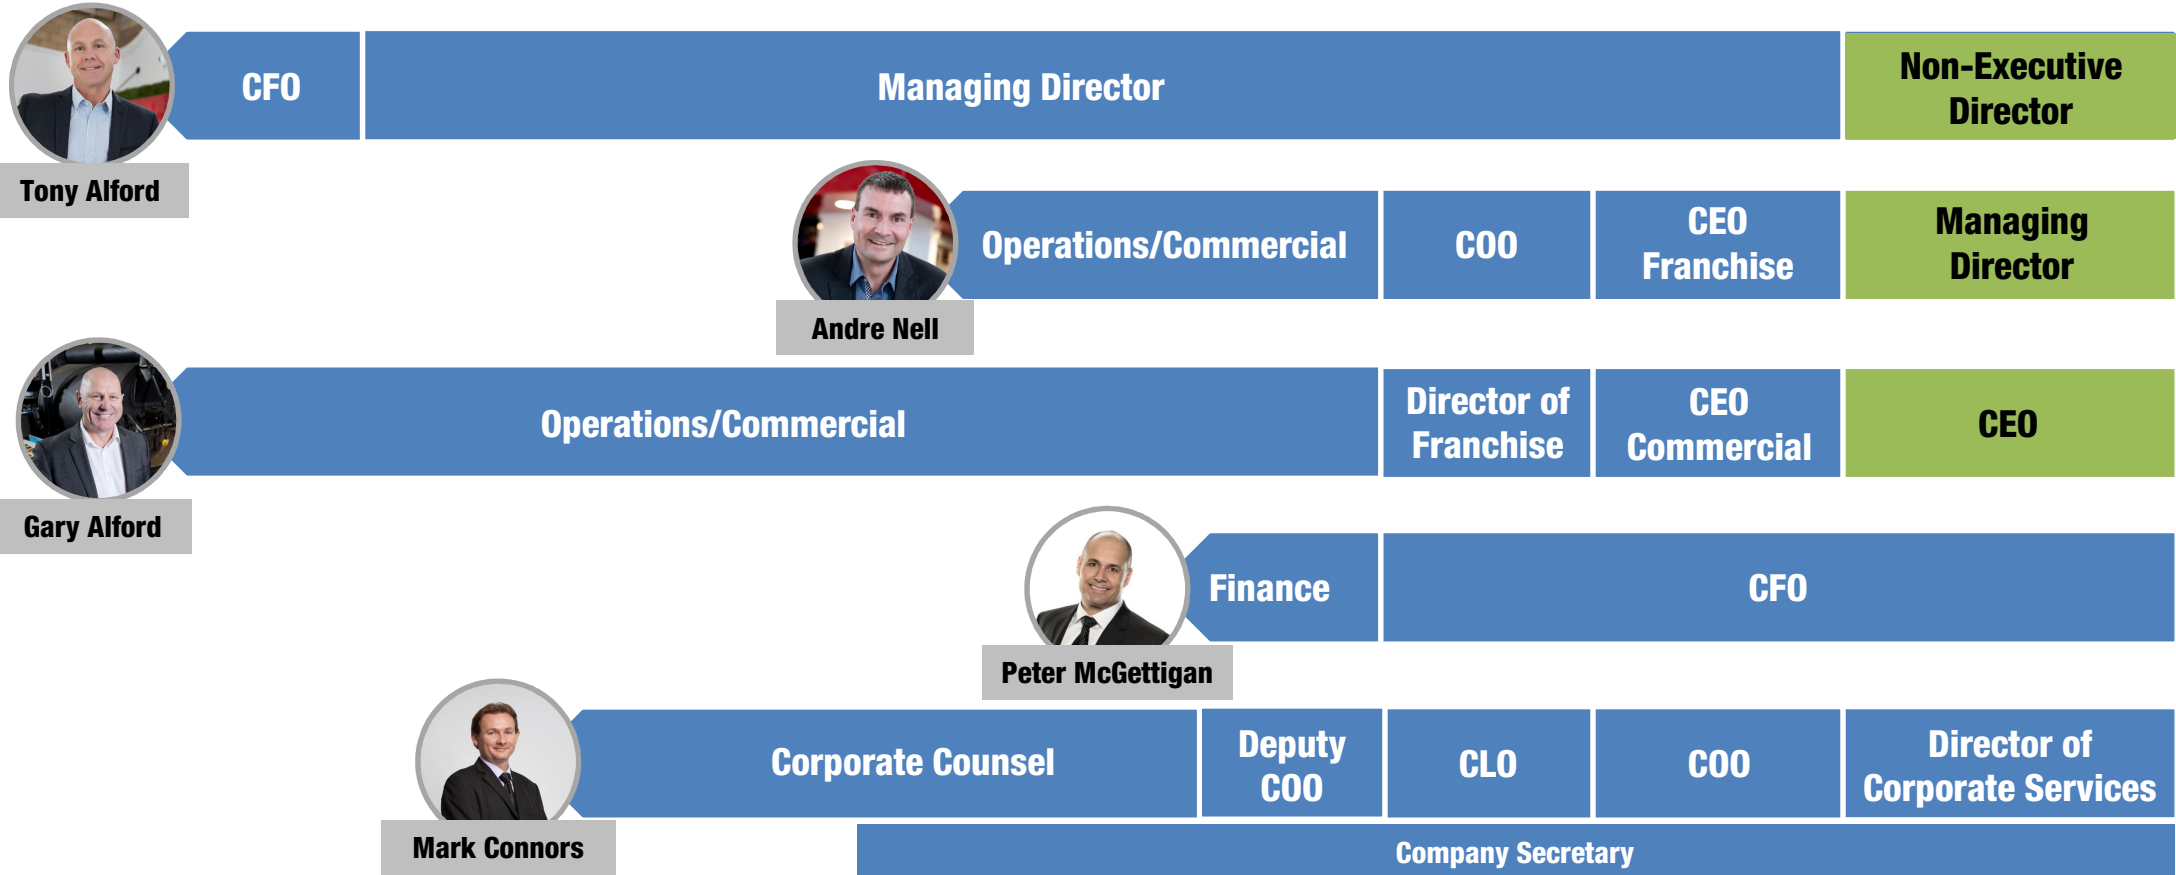 CFO
Managing Director
Non-Executive
Director
Tony Alford
Operations/Commercial
COO
CEO
Franchise
Managing
Director
Andre Nell
Operations/Commercial
Director of
Franchise
CEO
Commercial
CEO
Gary Alford
Finance
CFO
Peter McGettigan
Corporate Counsel
Deputy
COO
CLO
COO
Director of
Corporate Services
Mark Connors
Company Secretary